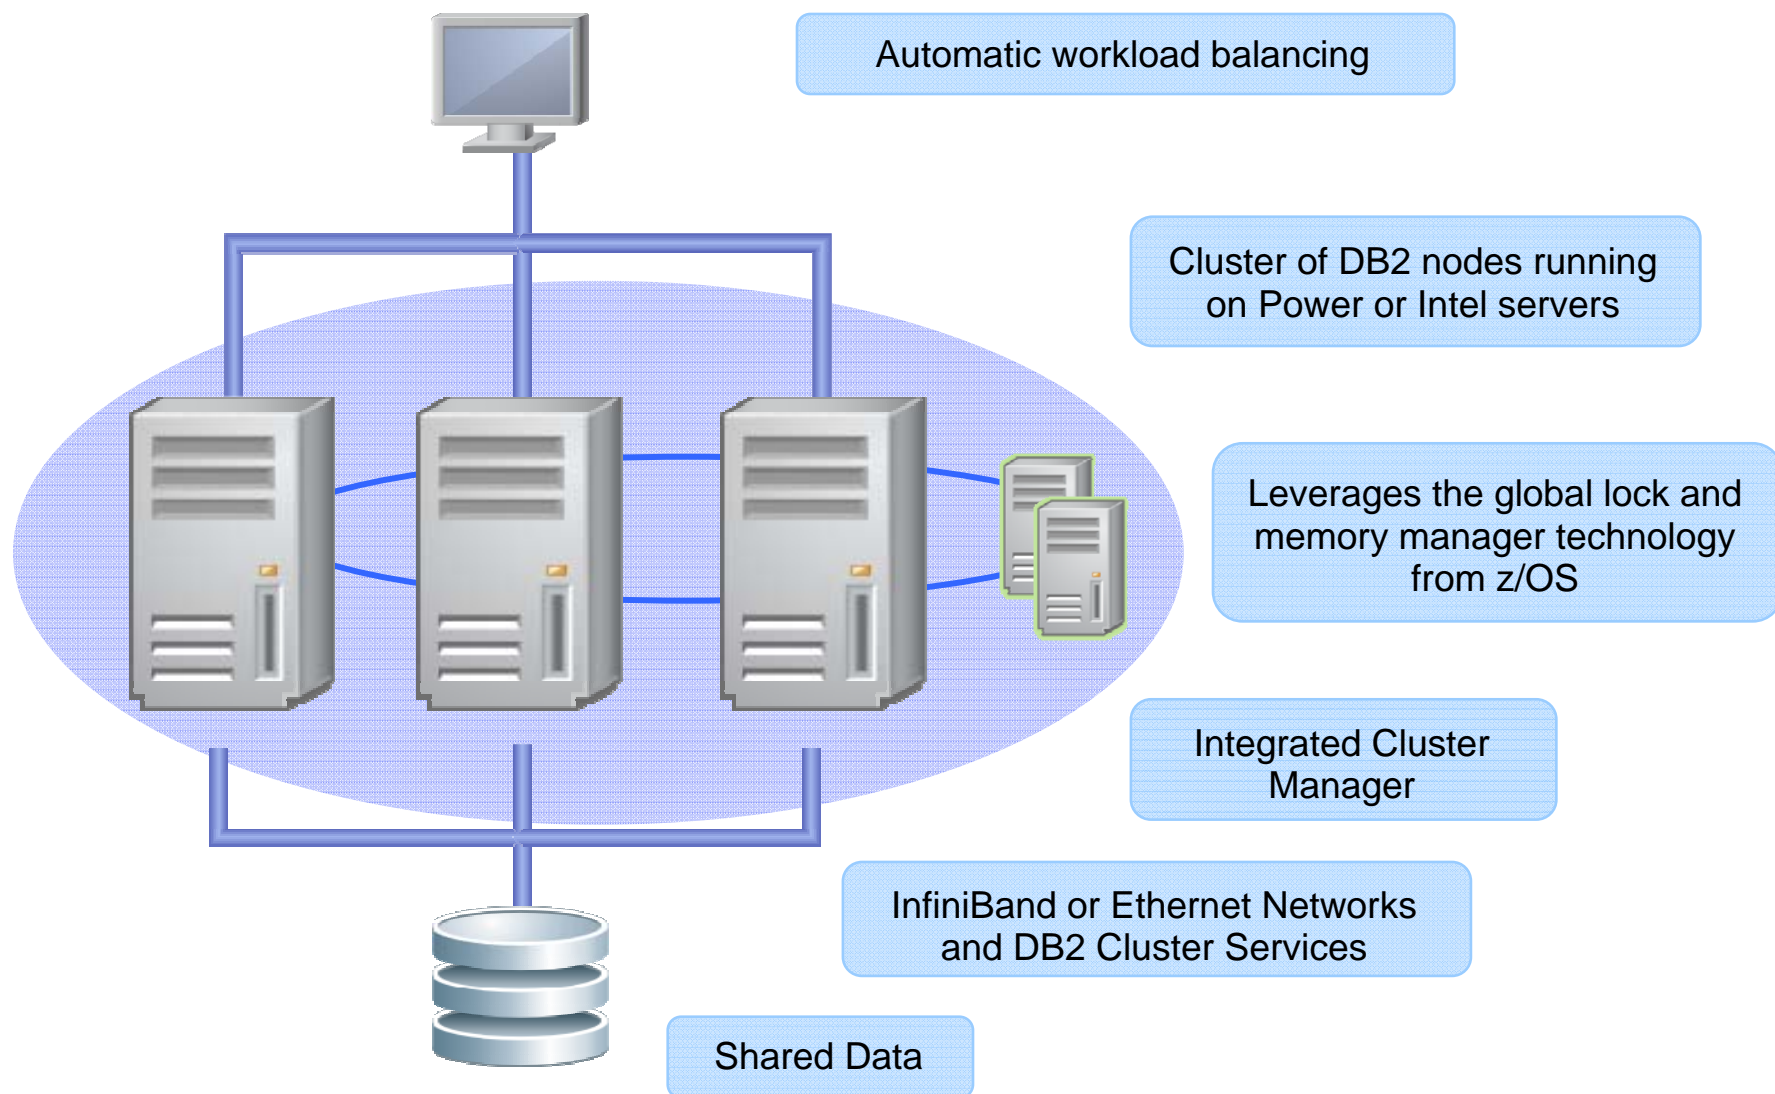 Automatic workload balancing
Cluster of DB2 nodes running
on Power or Intel servers
Leverages the global lock and
memory manager technology
from z/OS
Integrated Cluster
Manager
InfiniBand or Ethernet Networks
and DB2 Cluster Services
Shared Data